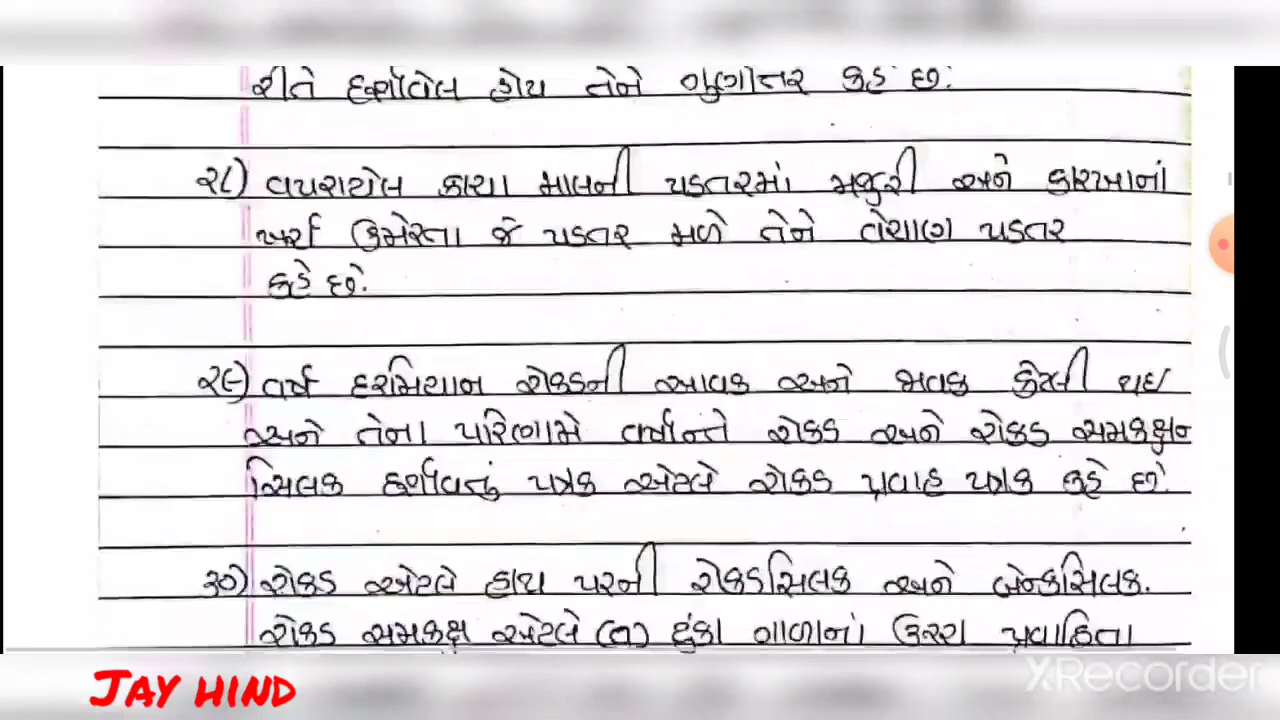 રીતે દર્શાવેલ હોય તેને ગુણોત્તર કહે છે.
૨૮) વપરાયેલ કાચા માલની પડતરમાં મજુરી અને કારખાનાં
ખર્ચ ઉમેરતા જે પડતર મળે તેને વેચાણ પડતર
કહે છે.
૨૯) વર્ષ દરમિયાન રોકડની આવક અને જાવક કેટલી થઇ
અને તેના પરિણામે વર્ષાન્તે રોકડ અને રોકડ સમકક્ષન
સિલક દર્શાવતું પત્રક એટલે રોકડ પ્રવાહ પત્રક કહે છે.
૩૦) રોકડ એટલે હાથ પરની રોકડસિલક અને બેન્કસિલક.
રોકડ સમકક્ષ એટલે (ત) ટુંકા ગાળાનાં ઉચ્ચ પ્રવાહિતા
JAY HIND
XRecorder